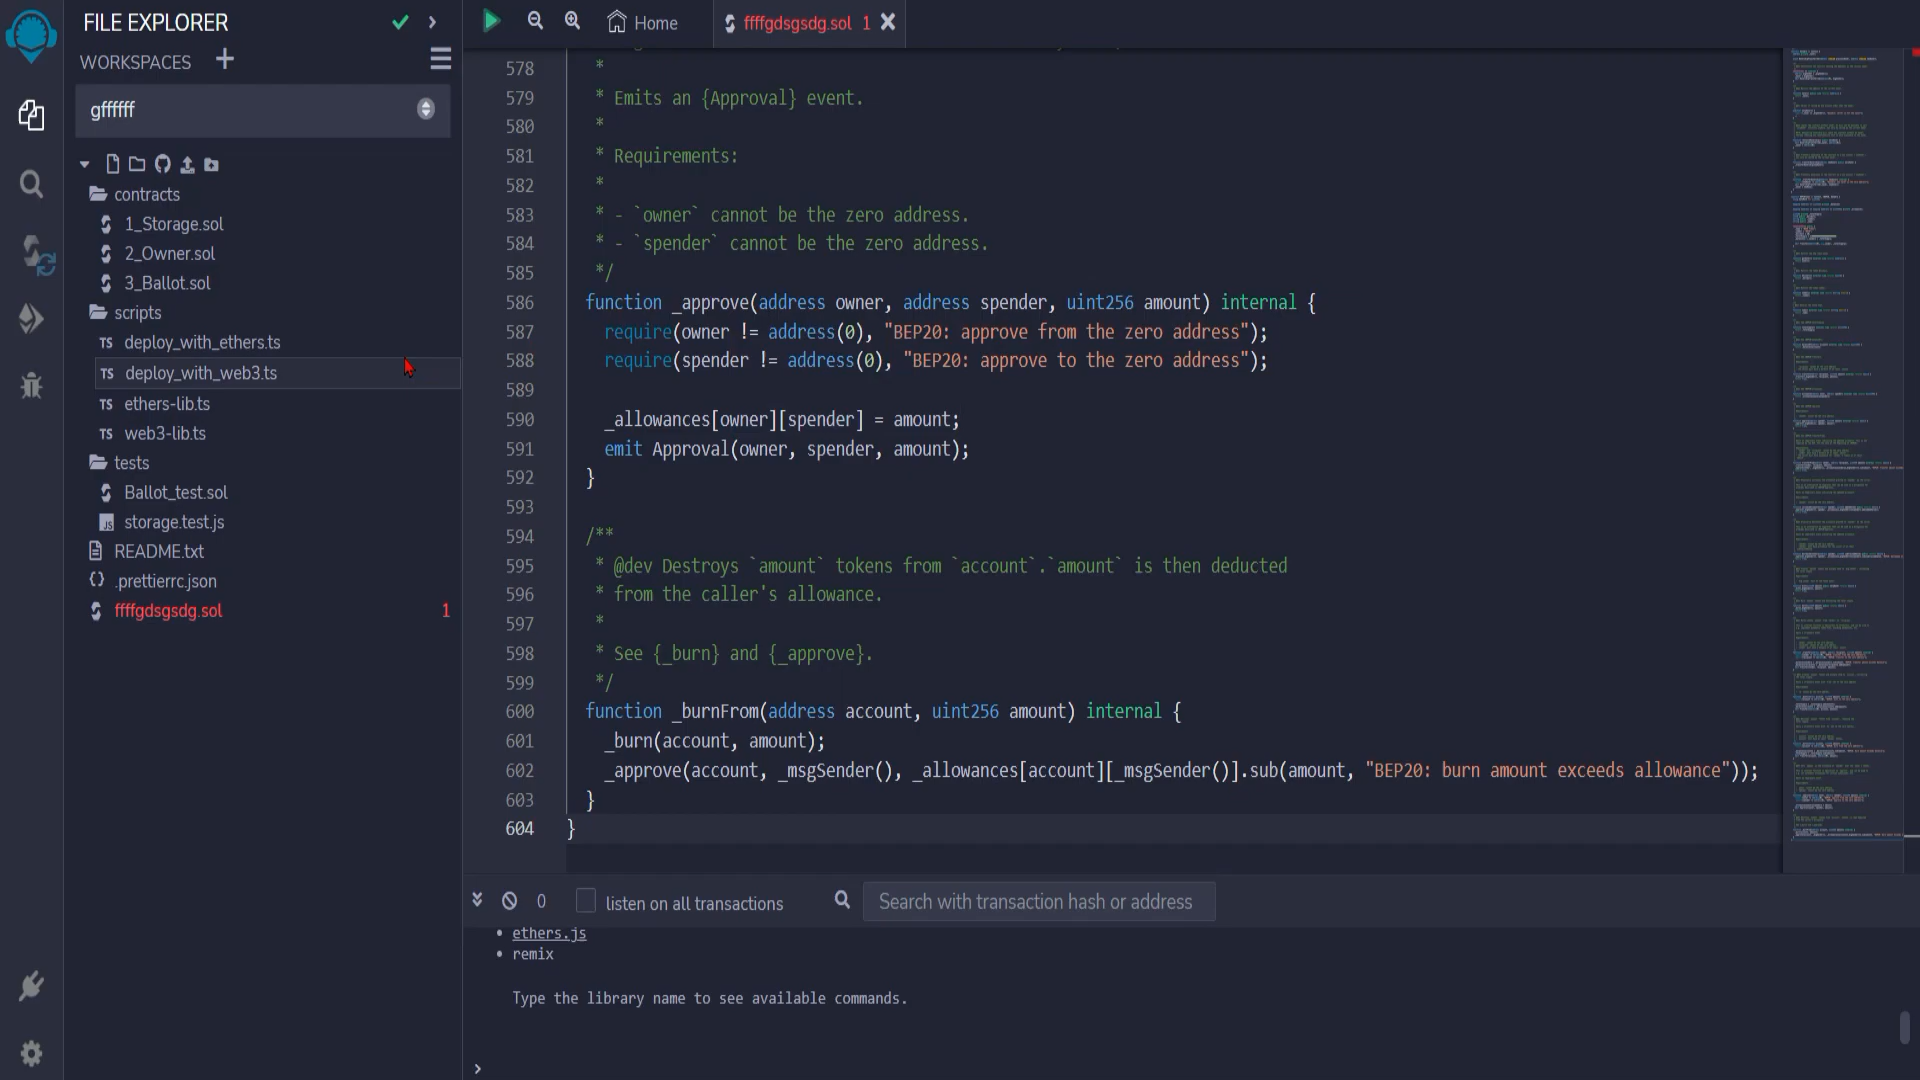 FILE EXPLORER
WORKSPACES
gffffff
contracts
1_Storage.sol
2_Owner.sol
3_Ballot.sol
scripts
TS deploy_with_ethers.ts
TS deploy_with_web3.ts
TS ethers-lib.ts
TS web3-lib.ts
tests
Ballot_test.sol
JS storage.test.js
README.txt
{} .prettierrc.json
ffffgdsgsdg.sol 1
Home
ffffgdsgsdg.sol 1
578 *
579 * Emits an {Approval} event.
580 *
581 * Requirements:
582 *
583 * - `owner` cannot be the zero address.
584 * - `spender` cannot be the zero address.
585 */
586 function _approve(address owner, address spender, uint256 amount) internal {
587 require(owner != address(0), "BEP20: approve from the zero address");
588 require(spender != address(0), "BEP20: approve to the zero address");
589
590 _allowances[owner][spender] = amount;
591 emit Approval(owner, spender, amount);
592 }
593
594 /**
595 * @dev Destroys `amount` tokens from `account`.`amount` is then deducted
596 * from the caller's allowance.
597 *
598 * See {_burn} and {_approve}.
599 */
600 function _burnFrom(address account, uint256 amount) internal {
601 _burn(account, amount);
602 _approve(account, _msgSender(), _allowances[account][_msgSender()].sub(amount, "BEP20: burn amount exceeds allowance"));
603 }
604 }
0 listen on all transactions Search with transaction hash or address
• ethers.js
• remix
Type the library name to see available commands.
>